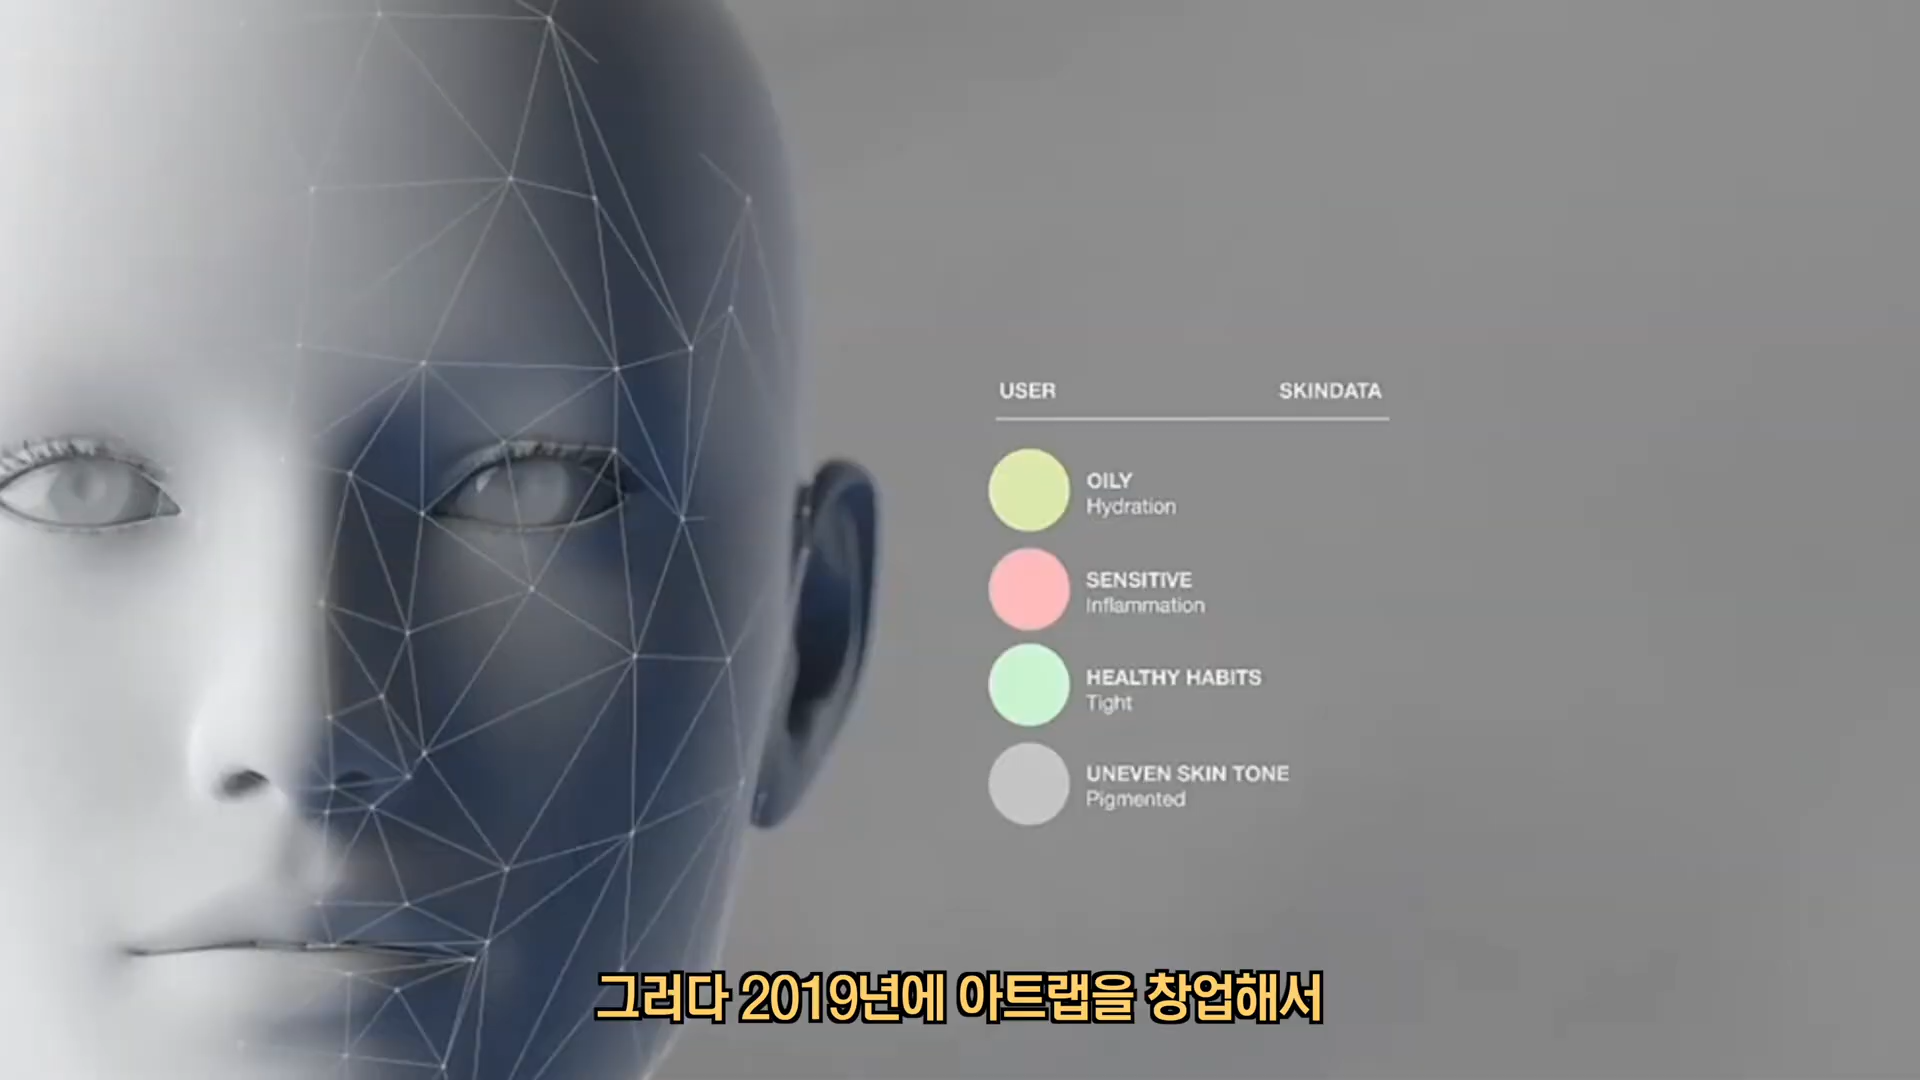 USER SKINDATA
OILY
Hydration
SENSITIVE
Inflammation
HEALTHY HABITS
Tight
UNEVEN SKIN TONE
Pigmented
그러다 2019년에 아트랩을 창업해서